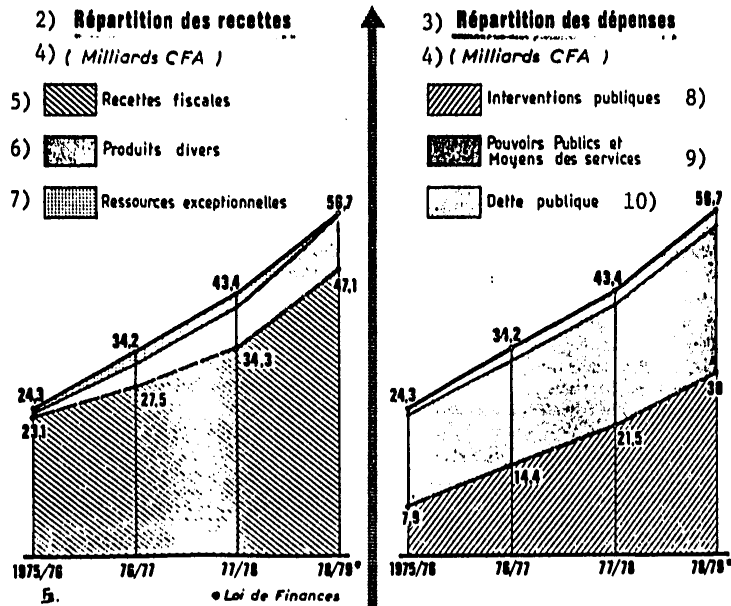 2) Répartition des recettes
4) ( Milliards CFA )
5) Recettes fiscales
6) Produits divers
7) Ressources exceptionnelles
56,7
43,4
47,1
34,2
34,3
24,3
27,5
23,1
1975/76 76/77 77/78 78/79*
* Loi de Finances
3) Répartition des dépenses
4) ( Milliards CFA )
Interventions publiques 8)
Pouvoirs Publics et
Moyens des services 9)
Dette publique 10)
56,7
43,4
34,2
38
24,3
21,5
14,4
7,9
1975/76 76/77 77/78 78/79*